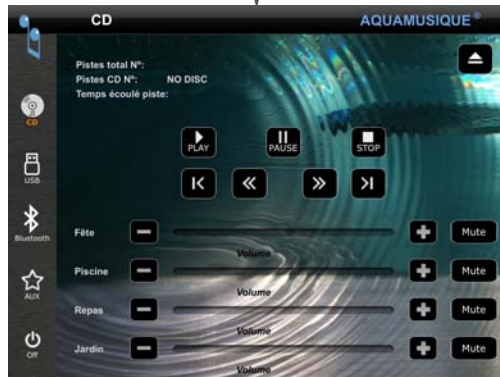 CD AQUAMUSIQUE®
Pistes total N°:
Pistes CD N°: NO DISC
Temps écoulé piste:
CD
PLAY PAUSE STOP
USB
Bluetooth
Fête Mute
Volume
Piscine Mute
Volume
AUX
Repas Mute
Volume
Off
Jardin Mute
Volume